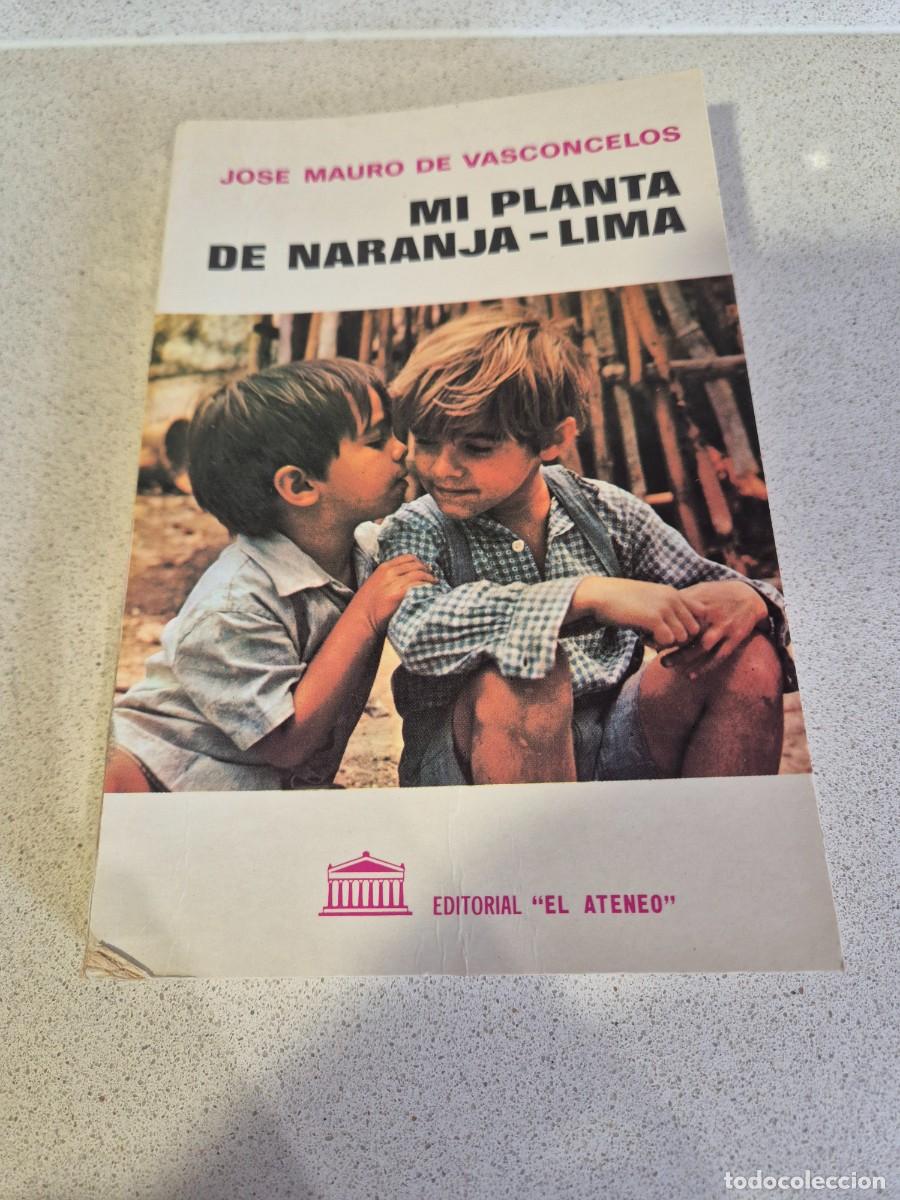 JOSE MAURO DE VASCONCELOS
MI PLANTA
DE NARANJA - LIMA
EDITORIAL "EL ATENEO"
todocoleccion